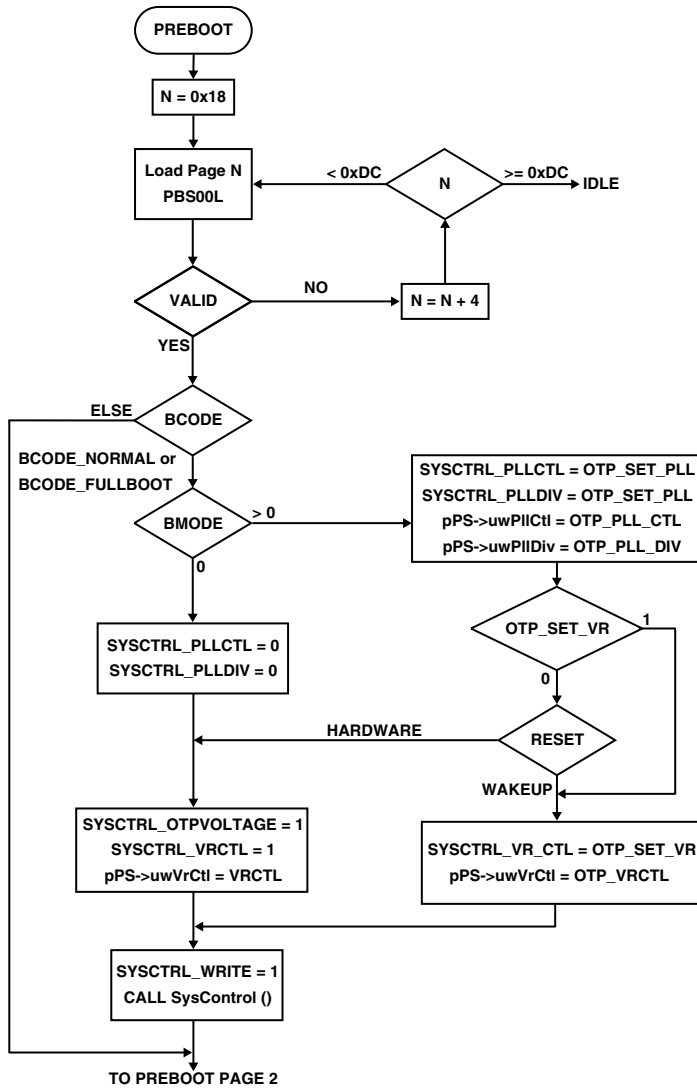 PREBOOT
N = 0x18
Load Page N
PBS00L
< 0xDC
N
>= 0xDC
IDLE
VALID
NO
N = N + 4
YES
BCODE
ELSE
BCODE_NORMAL or
BCODE_FULLBOOT
BMODE
> 0
0
SYSCTRL_PLLCTL = OTP_SET_PLL
SYSCTRL_PLLDIV = OTP_SET_PLL
pPS->uwPllCtl = OTP_PLL_CTL
pPS->uwPllDiv = OTP_PLL_DIV
OTP_SET_VR
1
0
SYSCTRL_PLLCTL = 0
SYSCTRL_PLLDIV = 0
HARDWARE
RESET
WAKEUP
SYSCTRL_OTPVOLTAGE = 1
SYSCTRL_VRCTL = 1
pPS->uwVrCtl = VRCTL
SYSCTRL_VR_CTL = OTP_SET_VR
pPS->uwVrCtl = OTP_VRCTL
SYSCTRL_WRITE = 1
CALL SysControl ()
TO PREBOOT PAGE 2